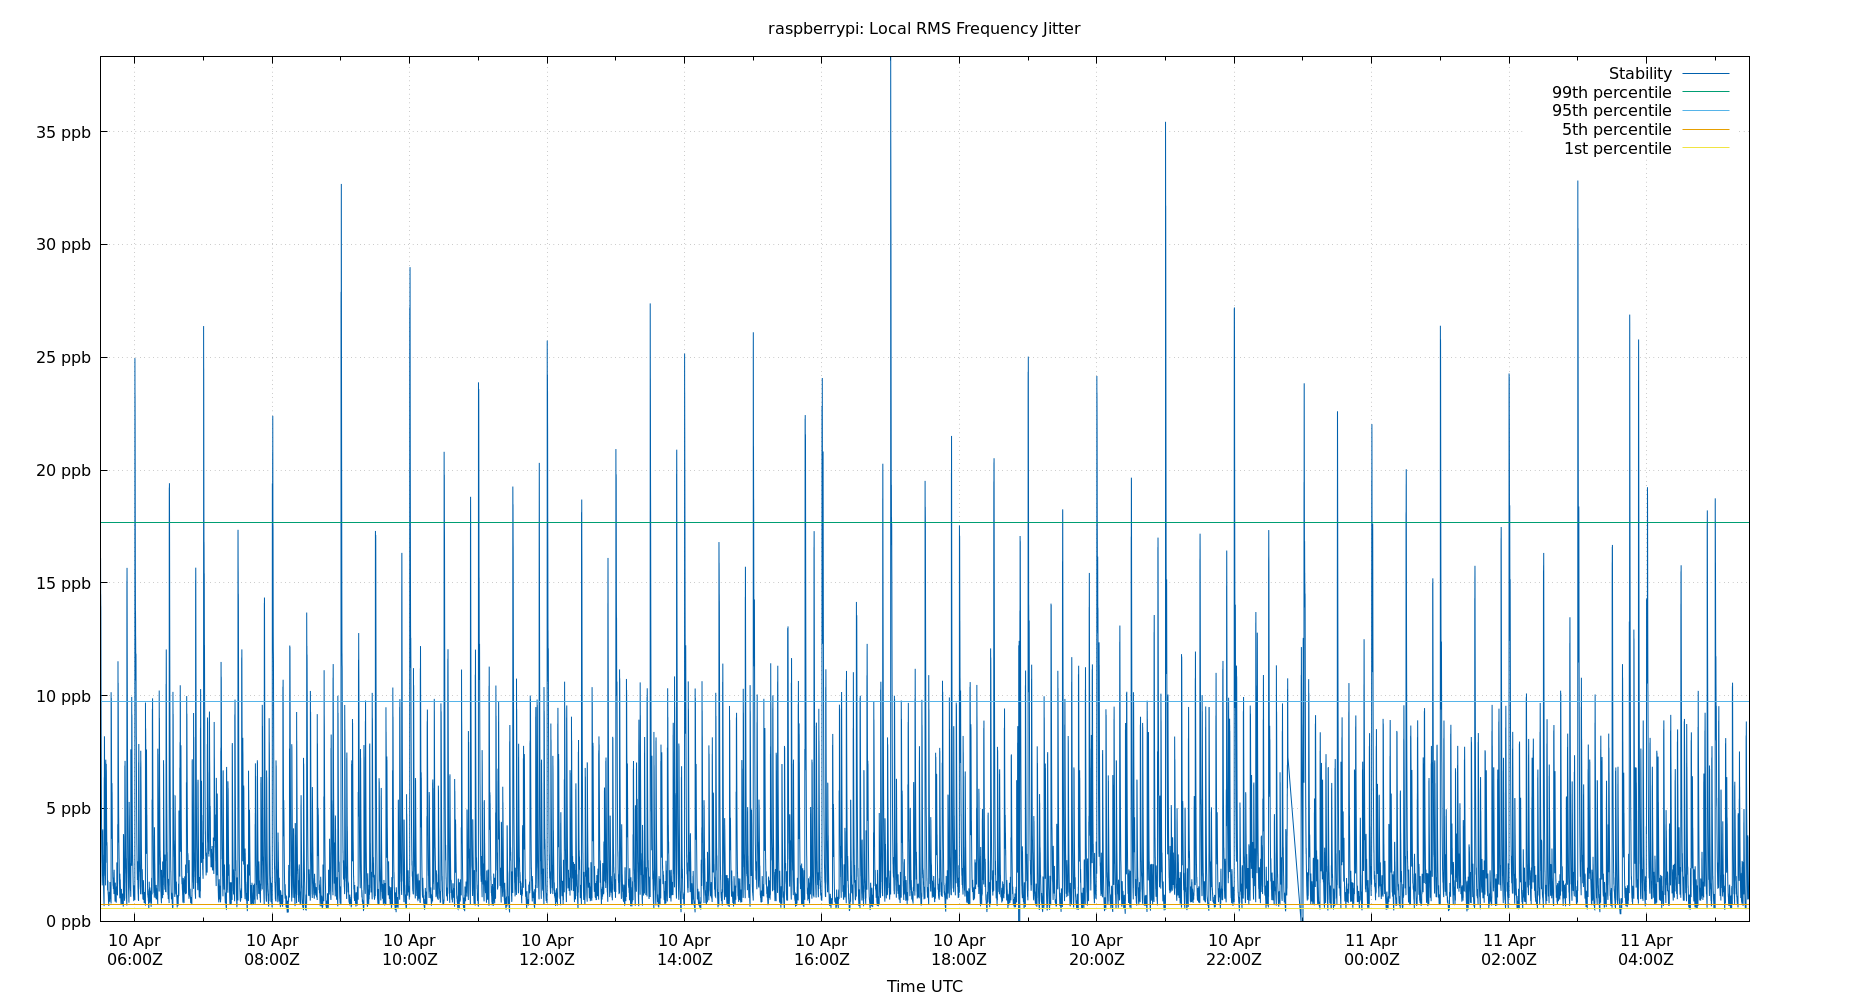 raspberrypi: Local RMS Frequency Jitter
Stability
99th percentile
95th percentile
5th percentile
1st percentile
35 ppb
30 ppb
25 ppb
20 ppb
15 ppb
10 ppb
5 ppb
0 ppb
10 Apr 10 Apr 10 Apr 10 Apr 10 Apr 10 Apr 10 Apr 10 Apr 10 Apr 11 Apr 11 Apr 11 Apr
06:00Z 08:00Z 10:00Z 12:00Z 14:00Z 16:00Z 18:00Z 20:00Z 22:00Z 00:00Z 02:00Z 04:00Z
Time UTC